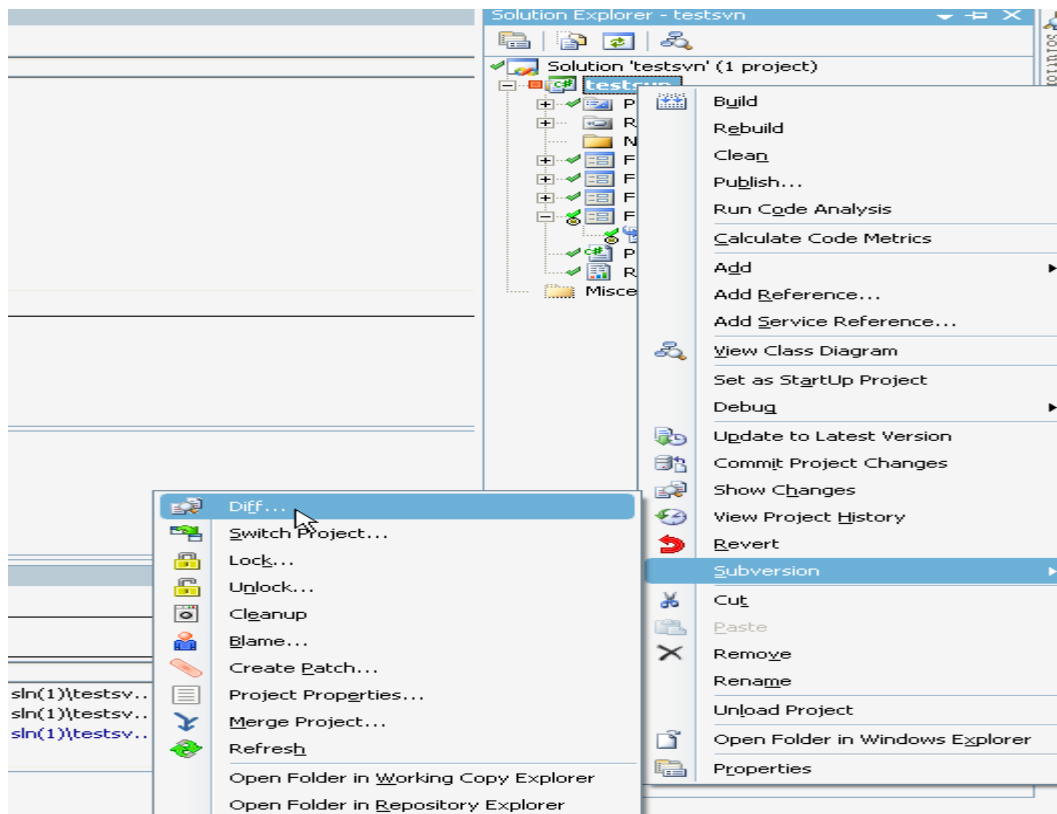 Solution Explorer - testsvn
Solution 'testsvn' (1 project)
testsvn
P
R
N
F
F
F
F
P
R
Misce
Build
Rebuild
Clean
Publish...
Run Code Analysis
Calculate Code Metrics
Add
Add Reference...
Add Service Reference...
View Class Diagram
Set as StartUp Project
Debug
Update to Latest Version
Commit Project Changes
Show Changes
View Project History
Revert
Subversion
Cut
Paste
Remove
Rename
Unload Project
Open Folder in Windows Explorer
Properties
Diff...
Switch Project...
Lock...
Unlock...
Cleanup
Blame...
Create Patch...
Project Properties...
Merge Project...
Refresh
Open Folder in Working Copy Explorer
Open Folder in Repository Explorer
sln(1)\testsv..
sln(1)\testsv..
sln(1)\testsv..